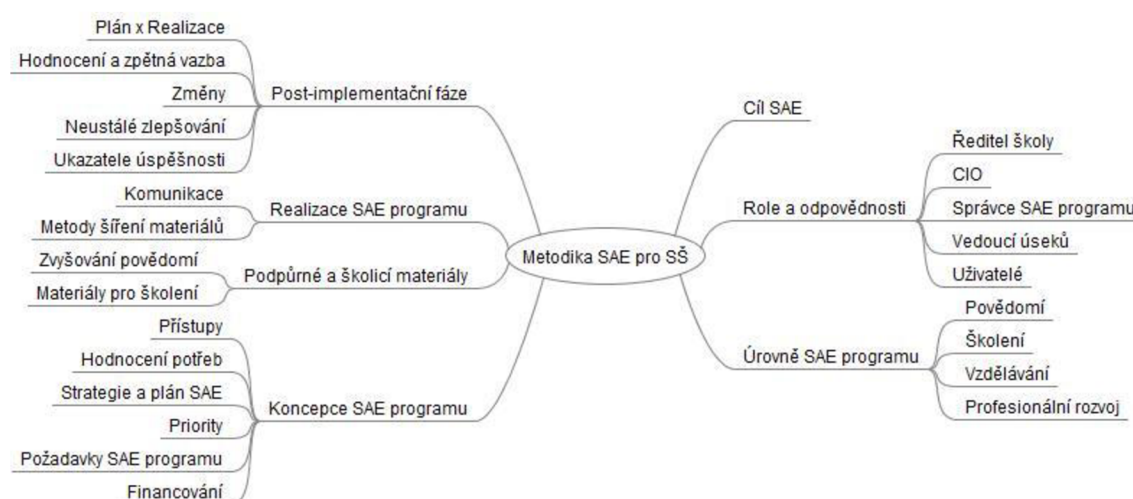 Plán x Realizace
Hodnocení a zpětná vazba
Změny
Neustálé zlepšování
Ukazatele úspěšnosti
Post-implementační fáze
Komunikace
Metody šíření materiálů
Realizace SAE programu
Zvyšování povědomí
Materiály pro školení
Podpůrné a školicí materiály
Přístupy
Hodnocení potřeb
Strategie a plán SAE
Priority
Požadavky SAE programu
Financování
Koncepce SAE programu
Metodika SAE pro SŠ
Cíl SAE
Role a odpovědnosti
Ředitel školy
CIO
Správce SAE programu
Vedoucí úseků
Uživatelé
Úrovně SAE programu
Povědomí
Školení
Vzdělávání
Profesionální rozvoj